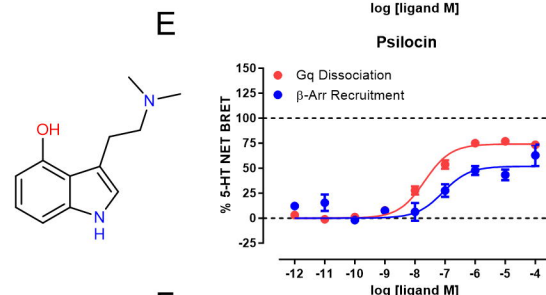 log [ligand M]
E
Psilocin
OH
N
N
H
% 5-HT NET BRET
150
125
100
75
50
25
0
-25
Gq Dissociation
β-Arr Recruitment
-12 -11 -10 -9 -8 -7 -6 -5 -4
log [ligand M]